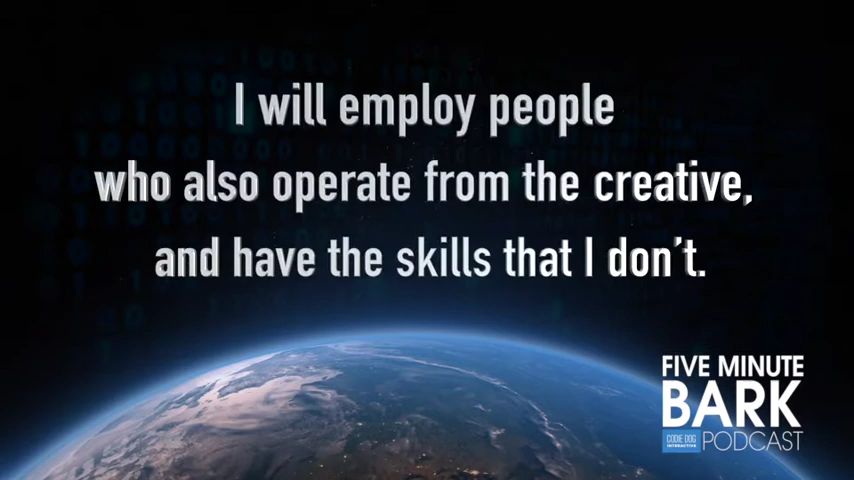 I will employ people
who also operate from the creative,
and have the skills that I don't.
FIVE MINUTE
BARK
CODIE DOG
INTERACTIVE
PODCAST